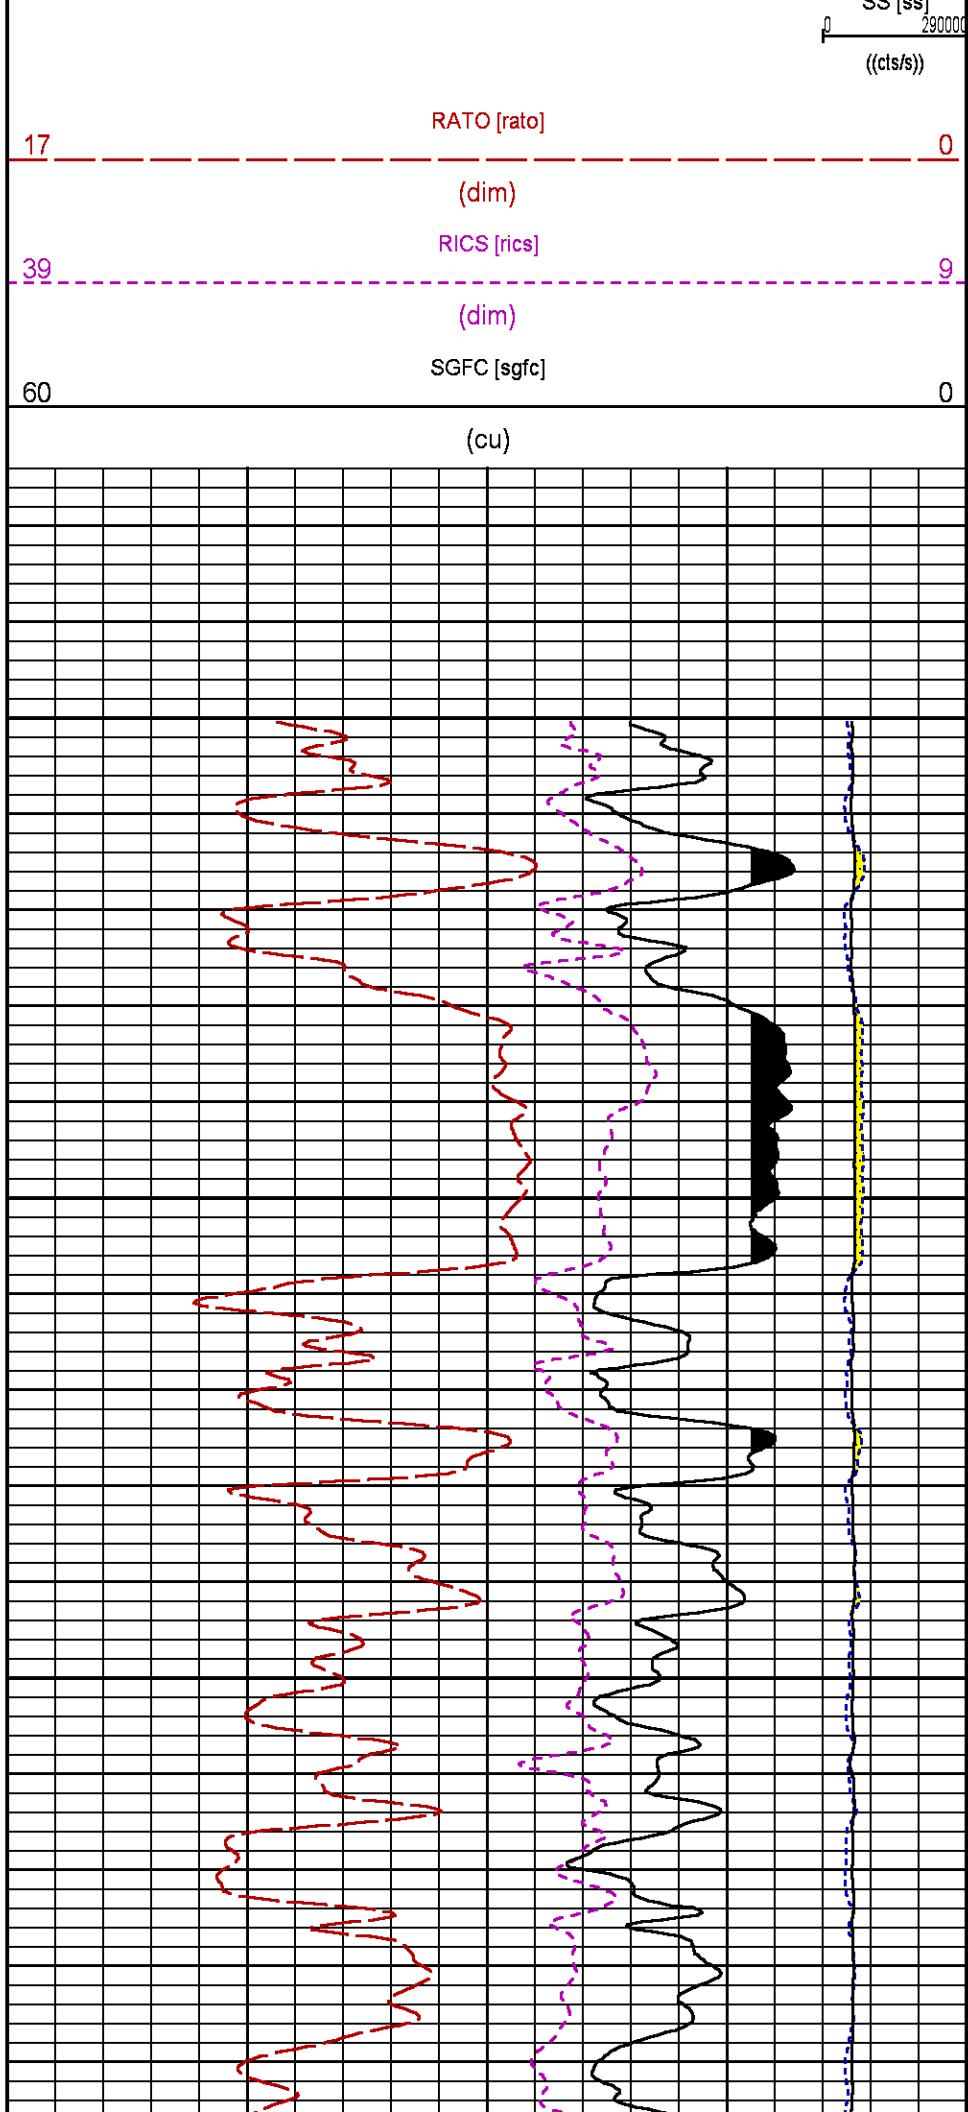 SS [ss]
0 290000
((cts/s))
RATO [rato]
17 0
(dim)
RICS [rics]
39 9
(dim)
SGFC [sgfc]
60 0
(cu)